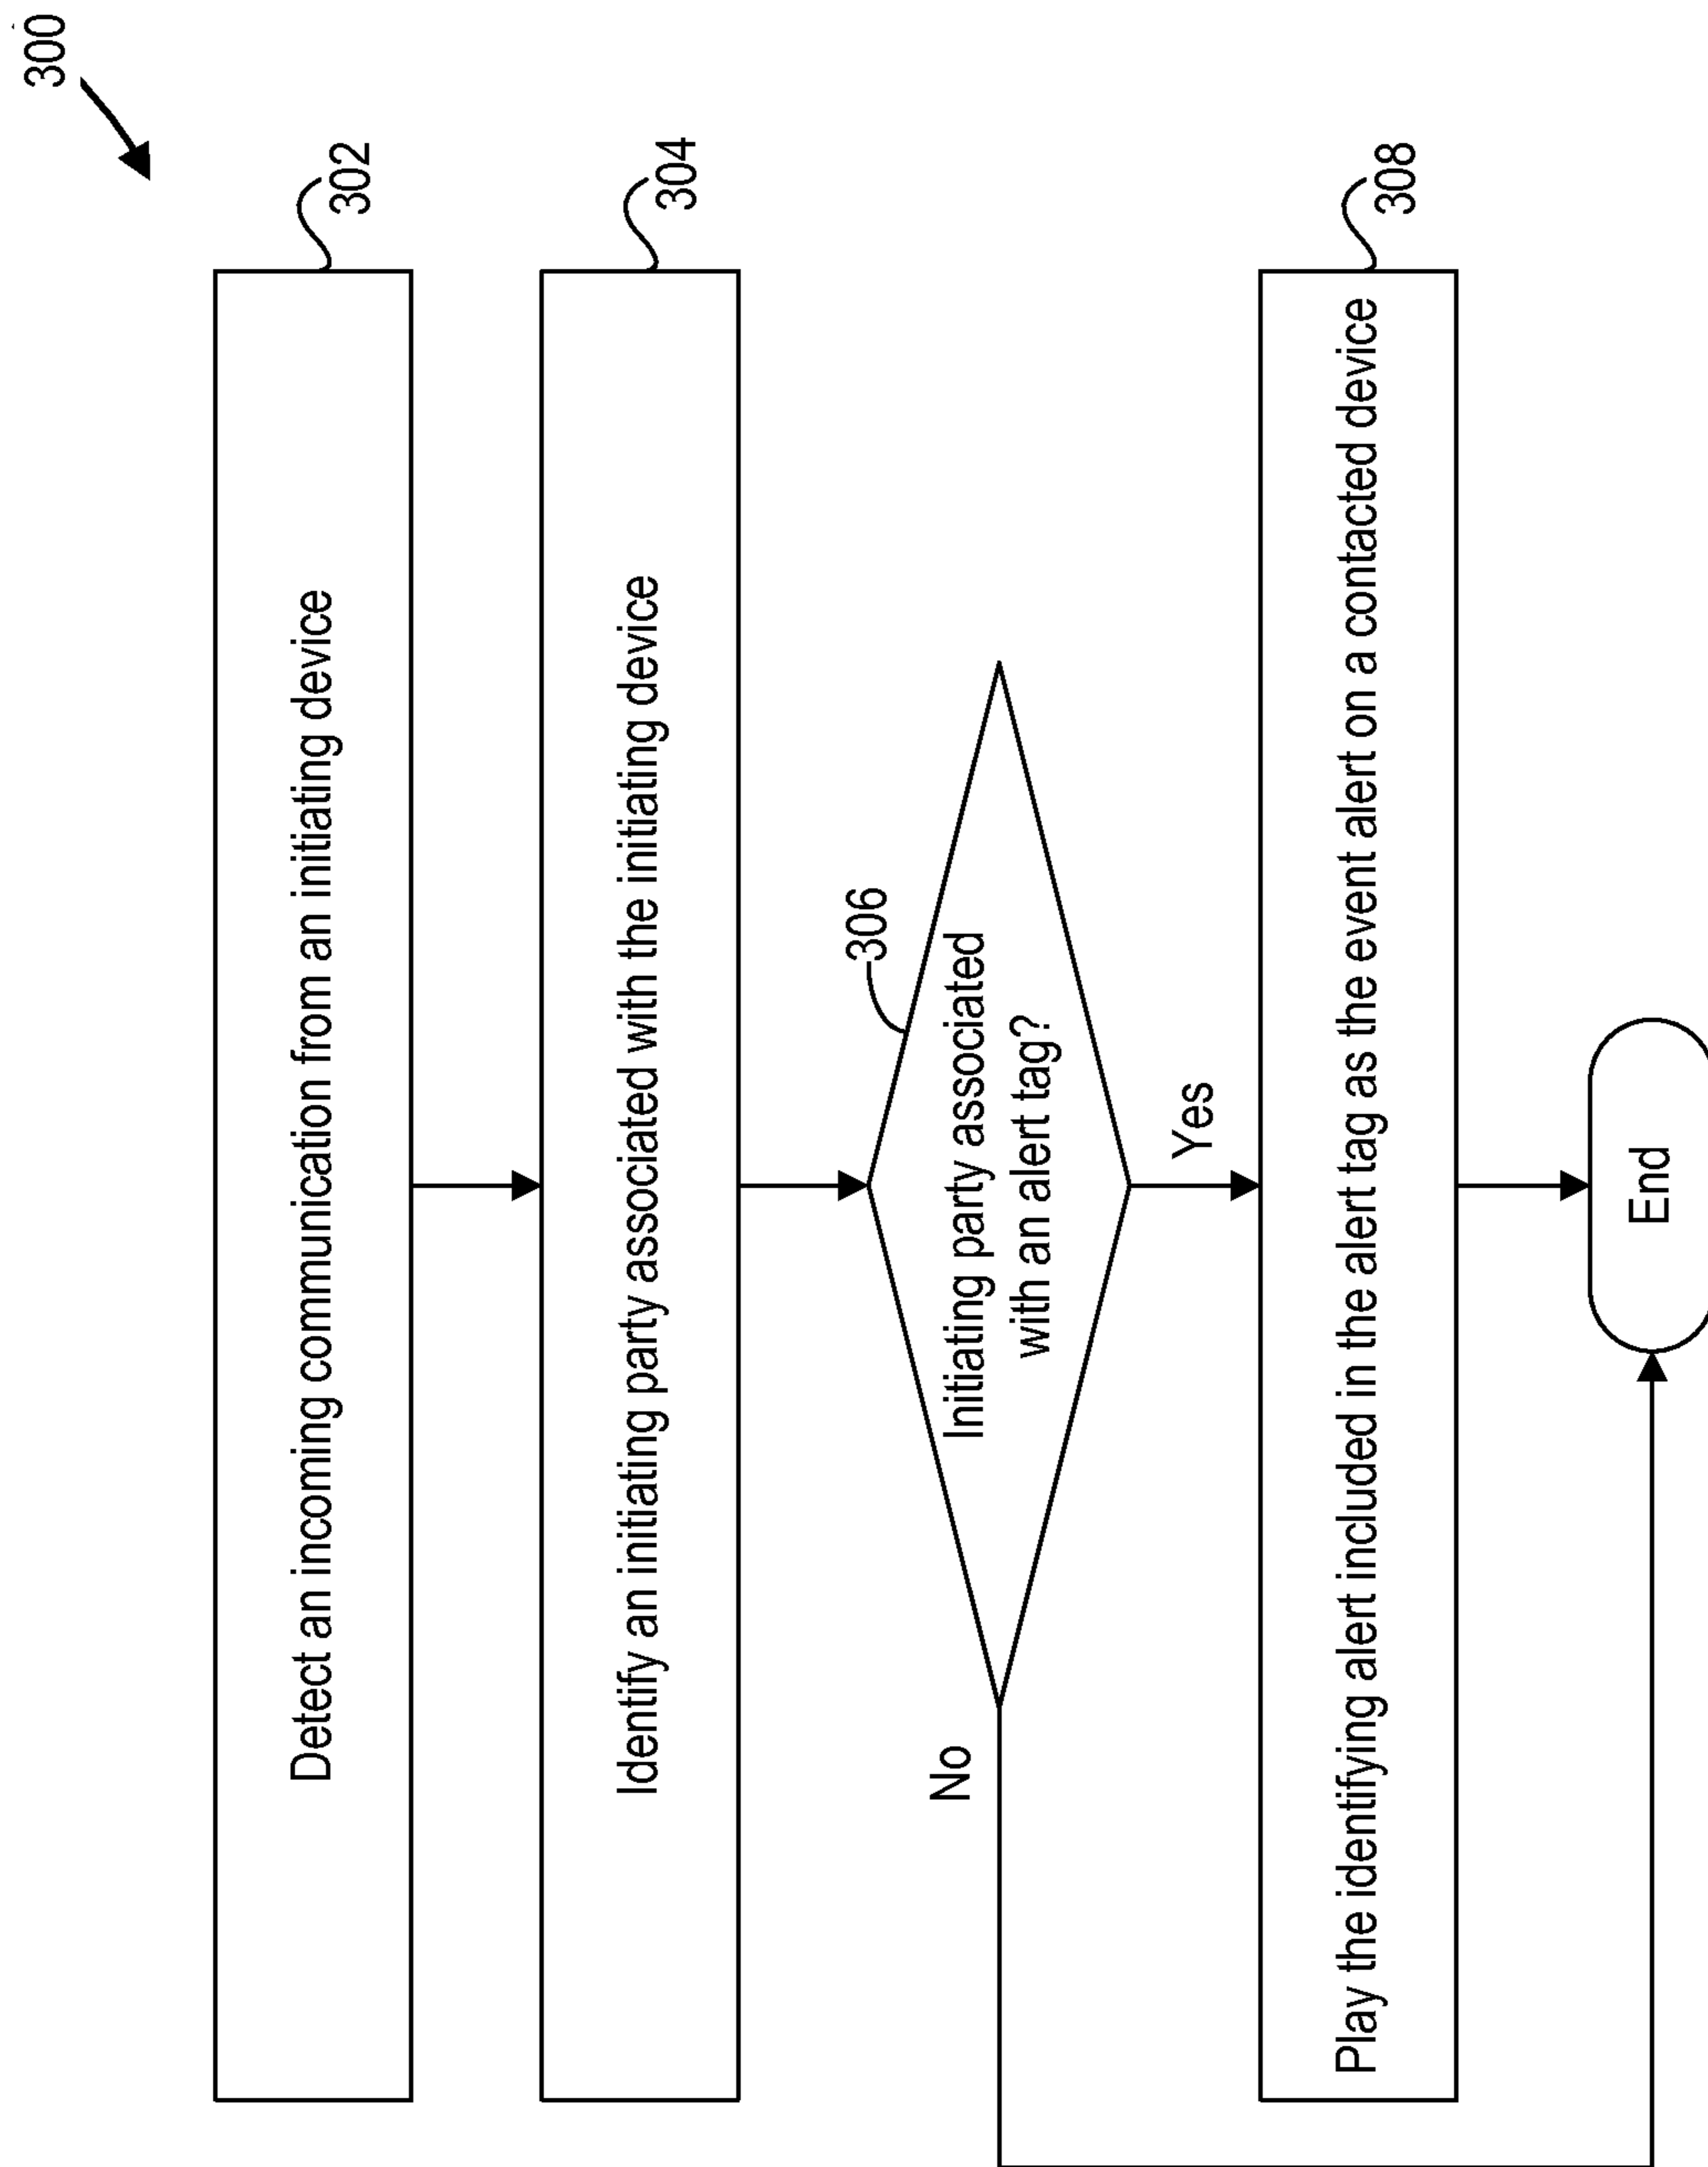 300
Detect an incoming communication from an initiating device
302
Identify an initiating party associated with the initiating device
304
306
Initiating party associated
with an alert tag?
No
Yes
Play the identifying alert included in the alert tag as the event alert on a contacted device
308
End